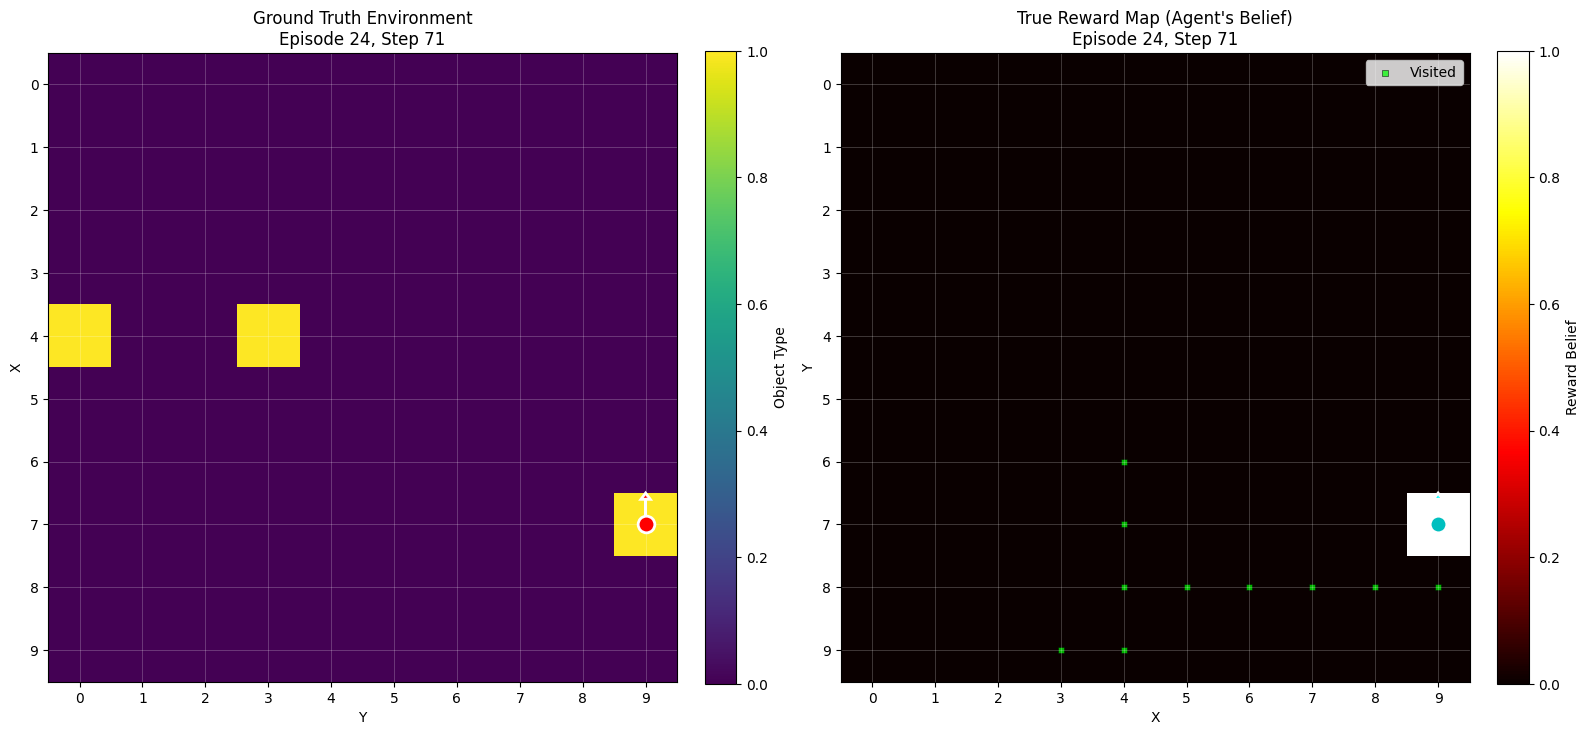 Ground Truth Environment
Episode 24, Step 71
0
1
2
3
4
5
6
7
8
9
X
0 1 2 3 4 5 6 7 8 9
Y
1.0
0.8
0.6
0.4
0.2
0.0
Object Type
True Reward Map (Agent's Belief)
Episode 24, Step 71
Visited
0
1
2
3
4
5
6
7
8
9
Y
0 1 2 3 4 5 6 7 8 9
X
1.0
0.8
0.6
0.4
0.2
0.0
Reward Belief